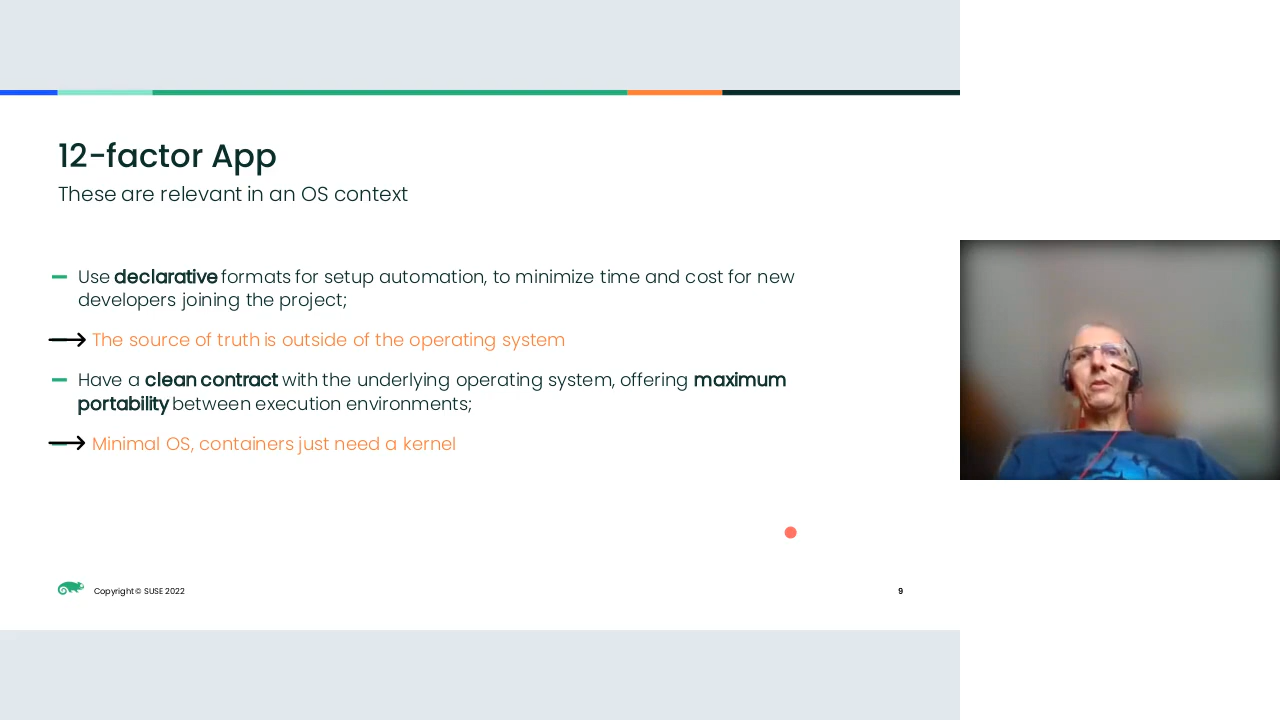 12-factor App
These are relevant in an OS context
Use declarative formats for setup automation, to minimize time and cost for new
developers joining the project;
The source of truth is outside of the operating system
Have a clean contract with the underlying operating system, offering maximum
portability between execution environments;
Minimal OS, containers just need a kernel
Copyright © SUSE 2022
9